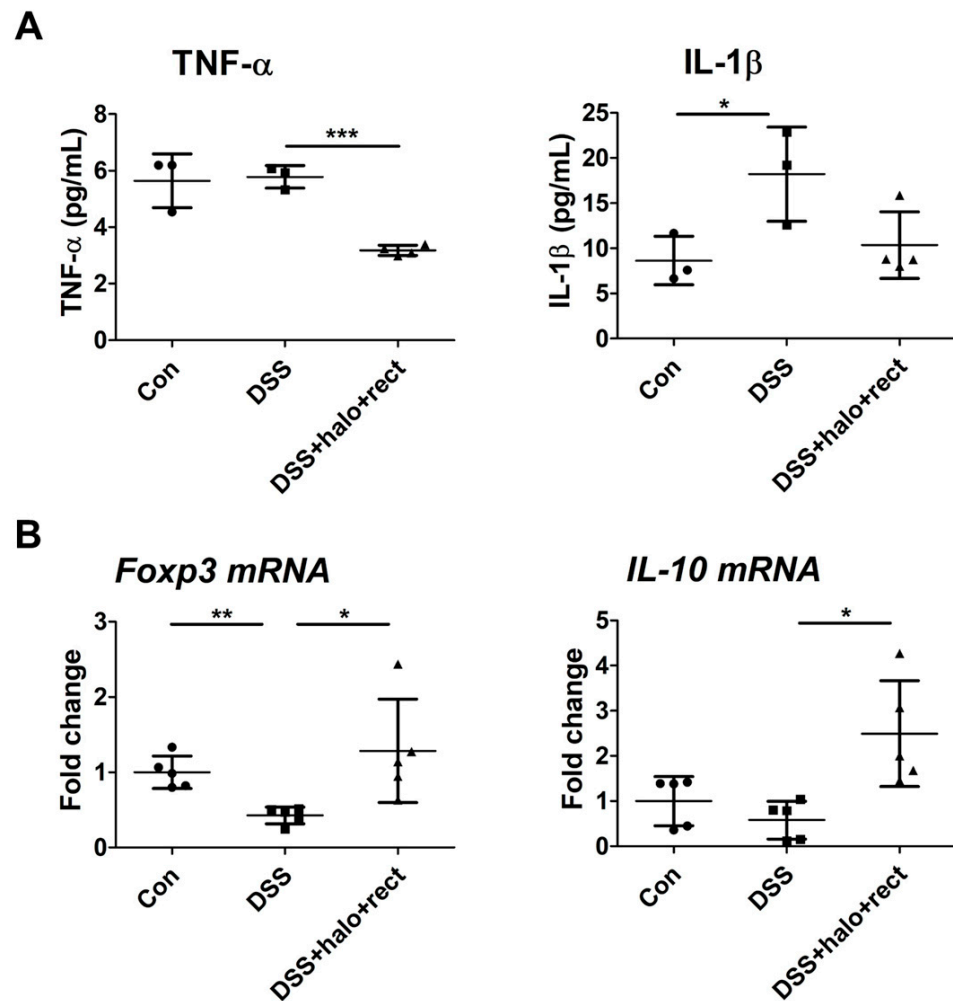 A
TNF-α
IL-1β
***
*
TNF-α (pg/mL)
8
6
4
2
0
Con
DSS
DSS+halo+rect
IL-1β (pg/mL)
25
20
15
10
5
0
Con
DSS
DSS+halo+rect
B
Foxp3 mRNA
IL-10 mRNA
**
*
*
Fold change
3
2
1
0
Con
DSS
DSS+halo+rect
Fold change
5
4
3
2
1
0
Con
DSS
DSS+halo+rect